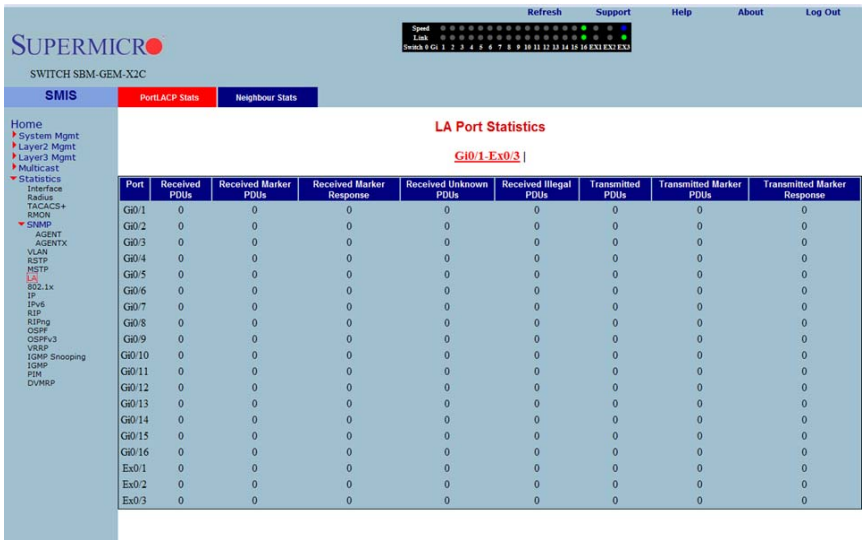 Refresh Support Help About Log Out
Speed
Link
Switch 0 Gi 1 2 3 4 5 6 7 8 9 10 11 12 13 14 15 16 EX1 EX2 EX3
SUPERMICRO
SWITCH SBM-GEM-X2C
SMIS PortLACP Stats Neighbour Stats
Home
System Mgmt
Layer2 Mgmt
Layer3 Mgmt
Multicast
Statistics
Interface
Radius
TACACS+
RMON
SNMP
AGENT
AGENTX
VLAN
RSTP
MSTP
LA
802.1x
IP
IPv6
RIP
RIPng
OSPF
OSPFv3
VRRP
IGMP Snooping
IGMP
PIM
DVMRP
LA Port Statistics
Gi0/1-Ex0/3 |
Port Received PDUs Received Marker PDUs Received Marker Response Received Unknown PDUs Received Illegal PDUs Transmitted PDUs Transmitted Marker PDUs Transmitted Marker Response
Gi0/1 0 0 0 0 0 0 0 0
Gi0/2 0 0 0 0 0 0 0 0
Gi0/3 0 0 0 0 0 0 0 0
Gi0/4 0 0 0 0 0 0 0 0
Gi0/5 0 0 0 0 0 0 0 0
Gi0/6 0 0 0 0 0 0 0 0
Gi0/7 0 0 0 0 0 0 0 0
Gi0/8 0 0 0 0 0 0 0 0
Gi0/9 0 0 0 0 0 0 0 0
Gi0/10 0 0 0 0 0 0 0 0
Gi0/11 0 0 0 0 0 0 0 0
Gi0/12 0 0 0 0 0 0 0 0
Gi0/13 0 0 0 0 0 0 0 0
Gi0/14 0 0 0 0 0 0 0 0
Gi0/15 0 0 0 0 0 0 0 0
Gi0/16 0 0 0 0 0 0 0 0
Ex0/1 0 0 0 0 0 0 0 0
Ex0/2 0 0 0 0 0 0 0 0
Ex0/3 0 0 0 0 0 0 0 0